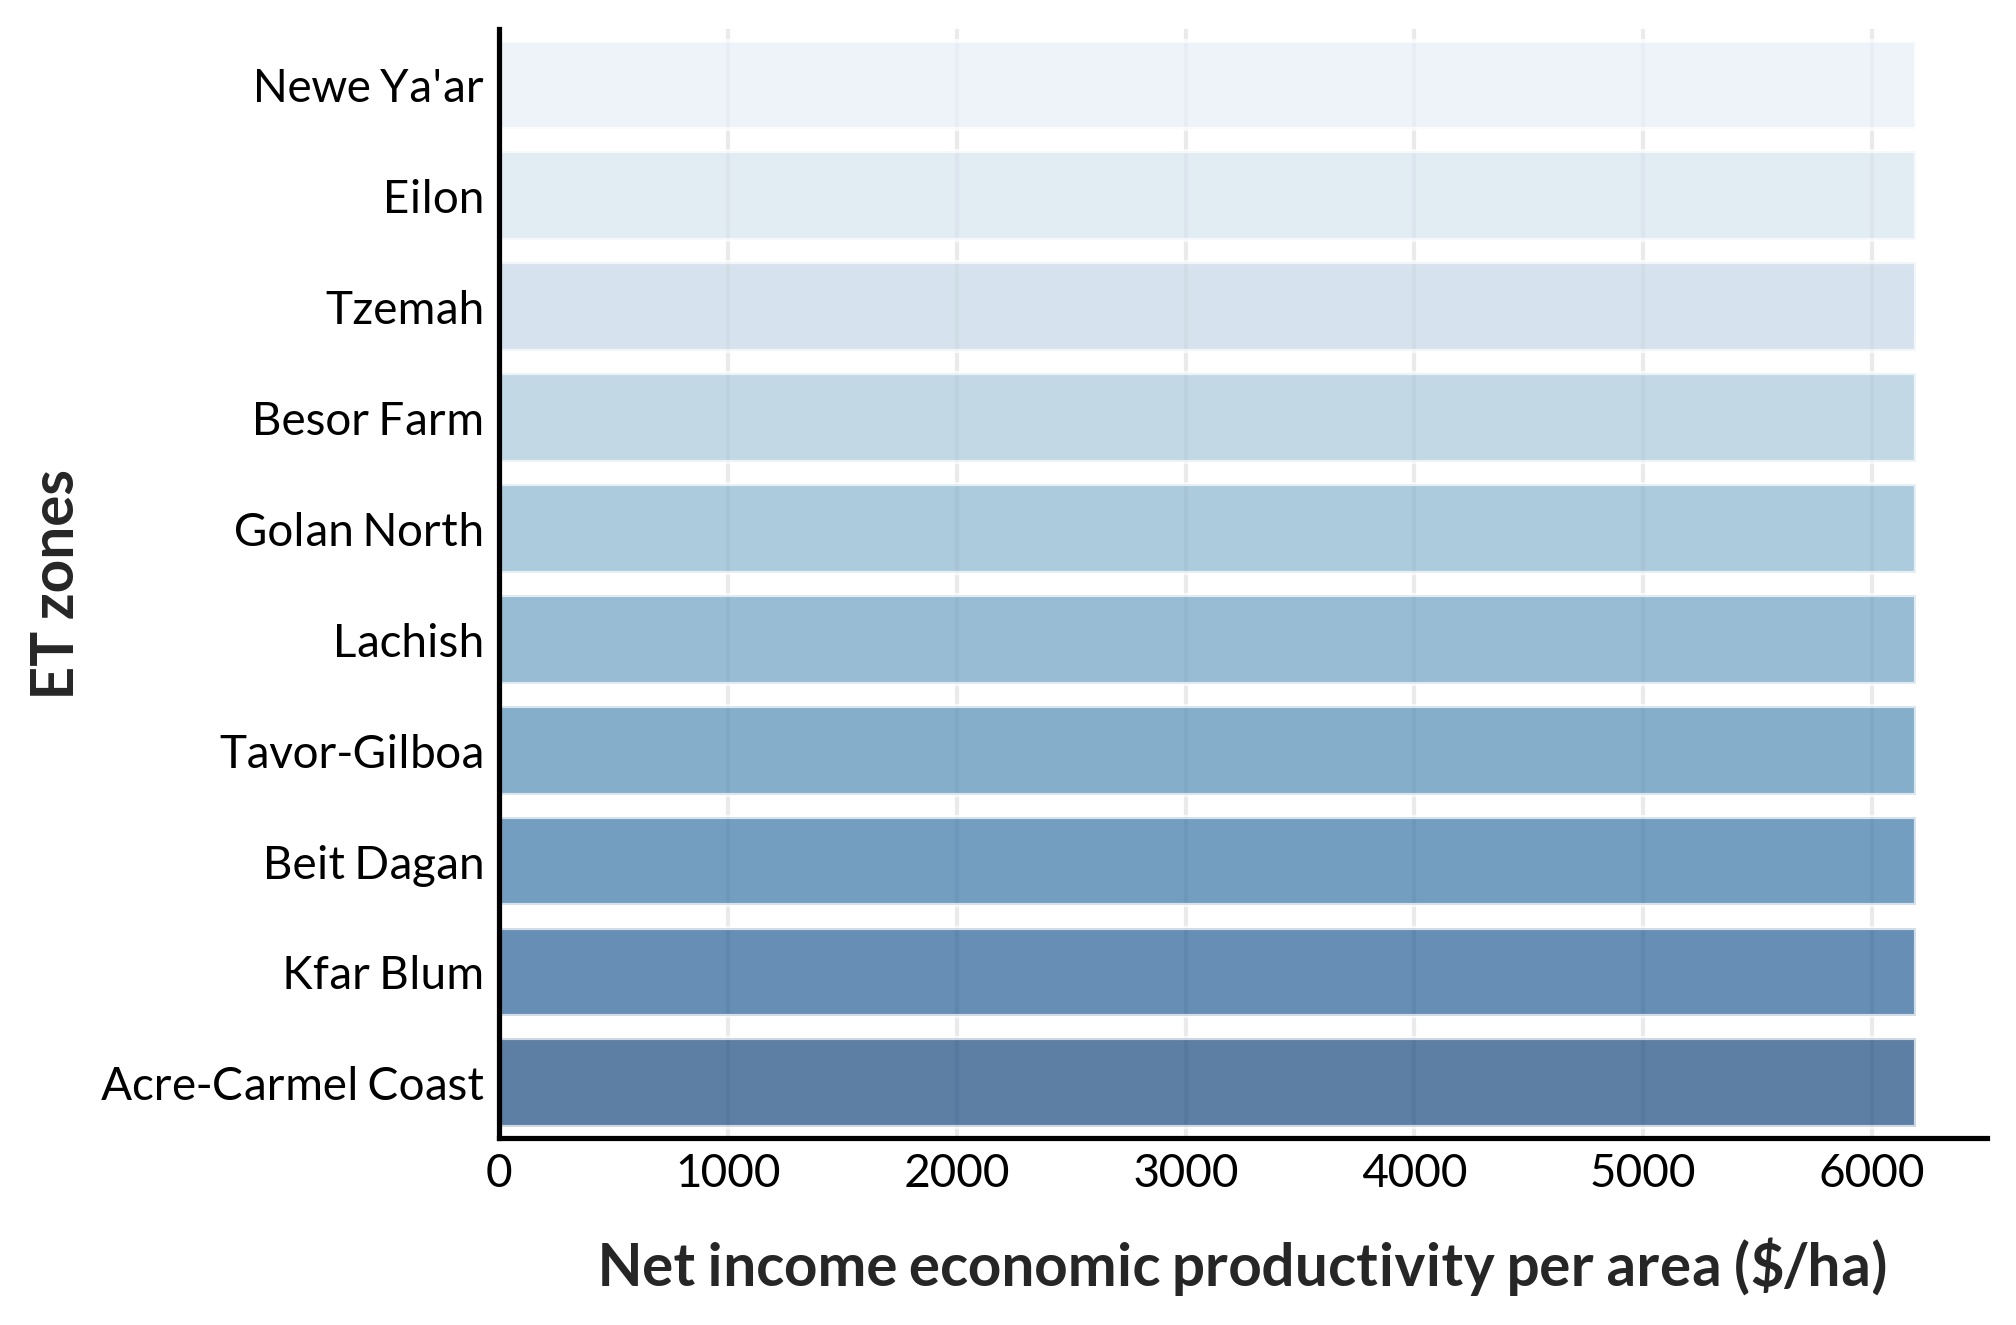 Newe Ya'ar
Eilon
Tzemah
Besor Farm
Golan North
Lachish
Tavor-Gilboa
Beit Dagan
Kfar Blum
Acre-Carmel Coast
ET zones
0 1000 2000 3000 4000 5000 6000
Net income economic productivity per area ($/ha)